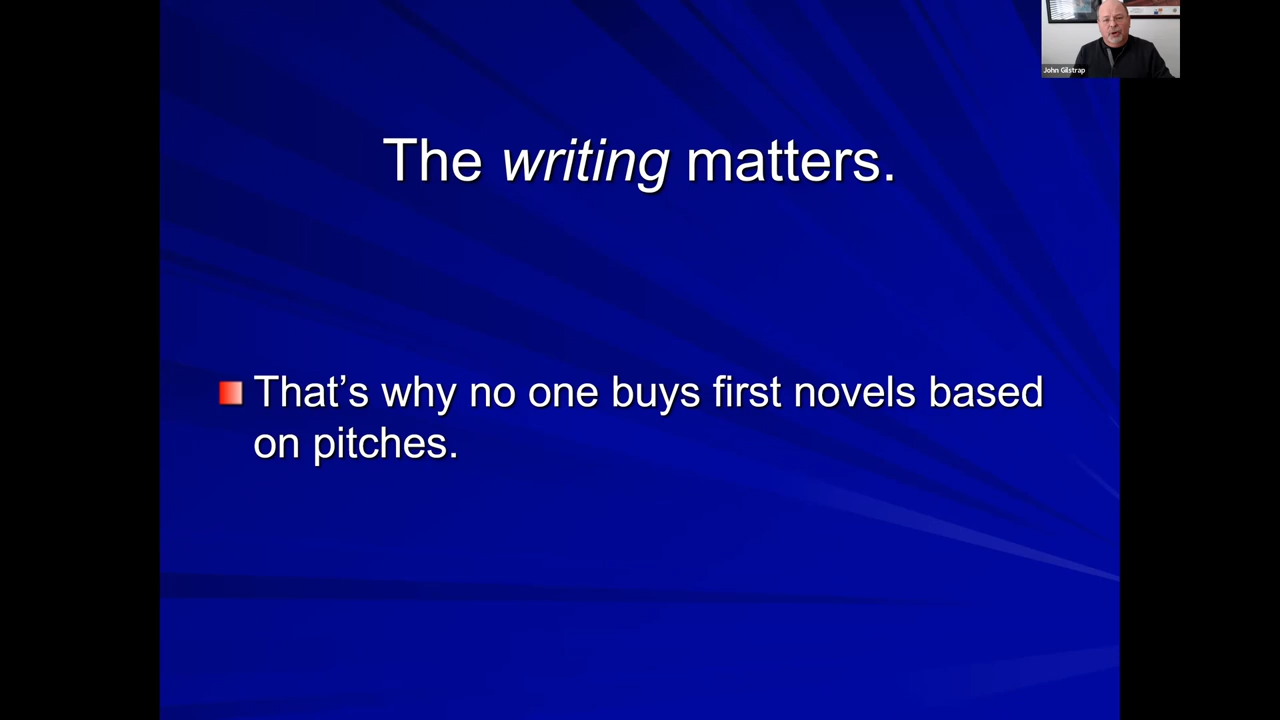 John Gilstrap
The writing matters.
That’s why no one buys first novels based
on pitches.